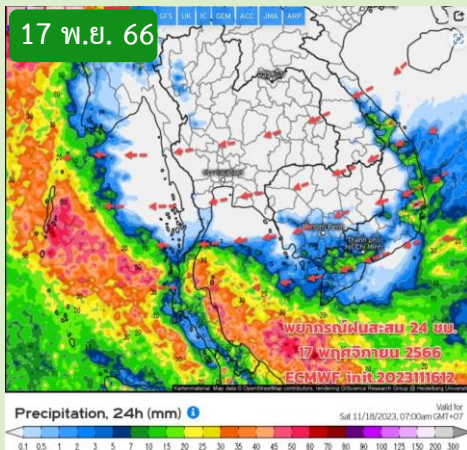 17 พ.ย. 66
GFS UK IC GEM ACC JMA ARP
พยากรณ์ฝนสะสม 24 ชม.
17 พฤศจิกายน 2566
ECMWF init.2023111612
Precipitation, 24h (mm)
Valid for
Sat 11/18/2023, 07:00am GMT+07
0.1 0.5 1 2 3 5 7 10 15 20 25 30 35 40 45 50 60 70 80 90 100 125 150 200 300